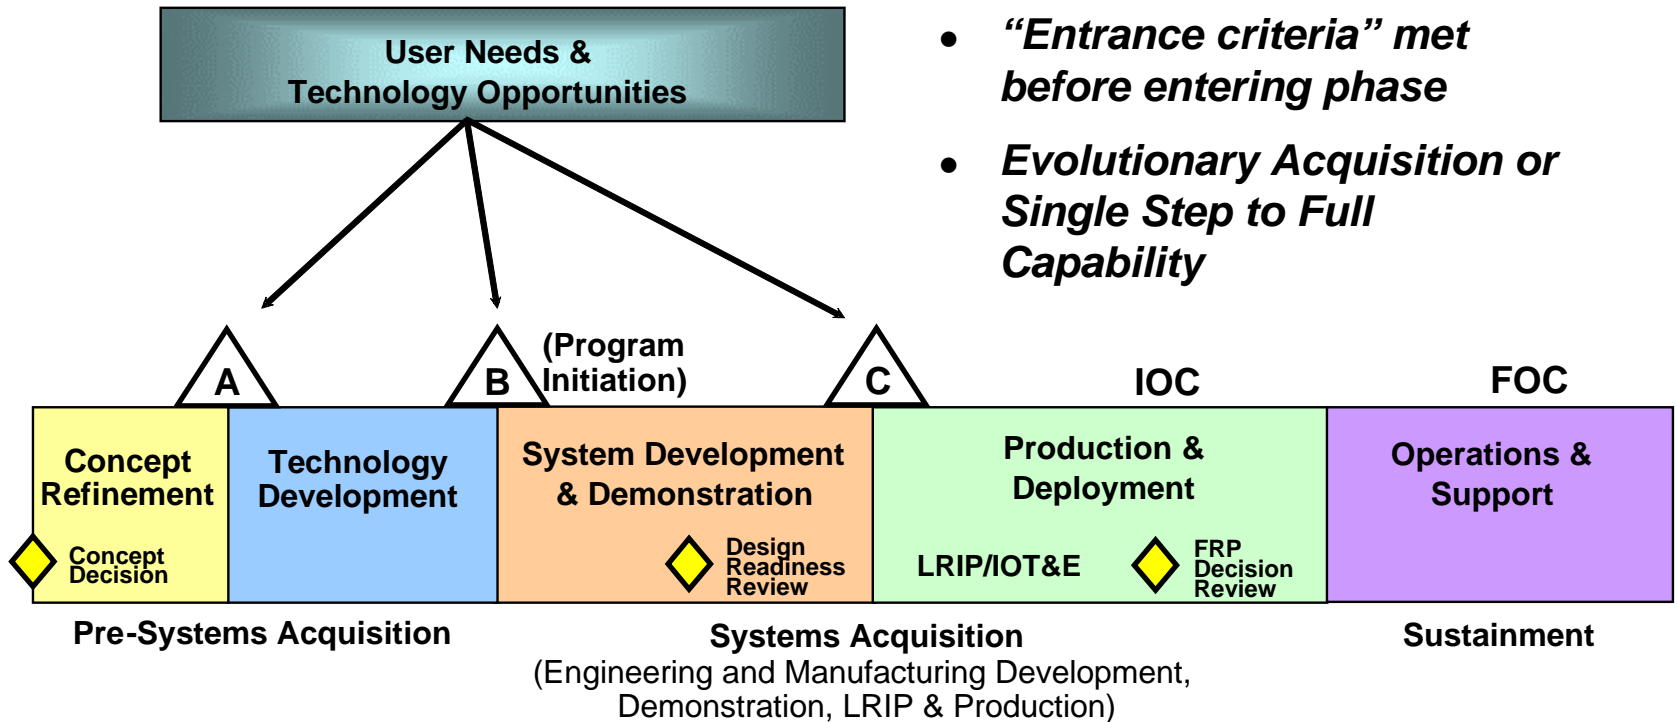 User Needs &
Technology Opportunities
● “Entrance criteria” met
before entering phase
● Evolutionary Acquisition or
Single Step to Full
Capability
A
B
(Program
Initiation)
C
IOC
FOC
Concept
Refinement
Technology
Development
System Development
& Demonstration
Production &
Deployment
Operations &
Support
Concept
Decision
Design
Readiness
Review
LRIP/IOT&E
FRP
Decision
Review
Pre-Systems Acquisition
Systems Acquisition
(Engineering and Manufacturing Development,
Demonstration, LRIP & Production)
Sustainment